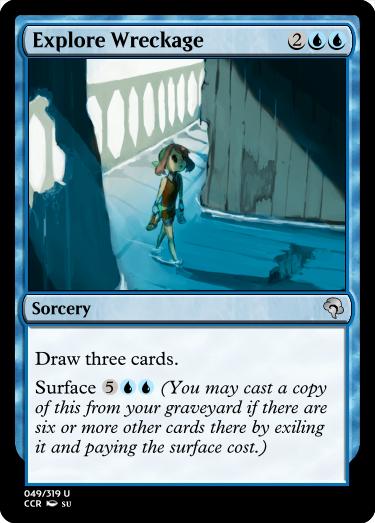 Explore Wreckage 2
Sorcery
Draw three cards.
Surface 5 (You may cast a copy
of this from your graveyard if there are
six or more other cards there by exiling
it and paying the surface cost.)
049/319 U
CCR SU